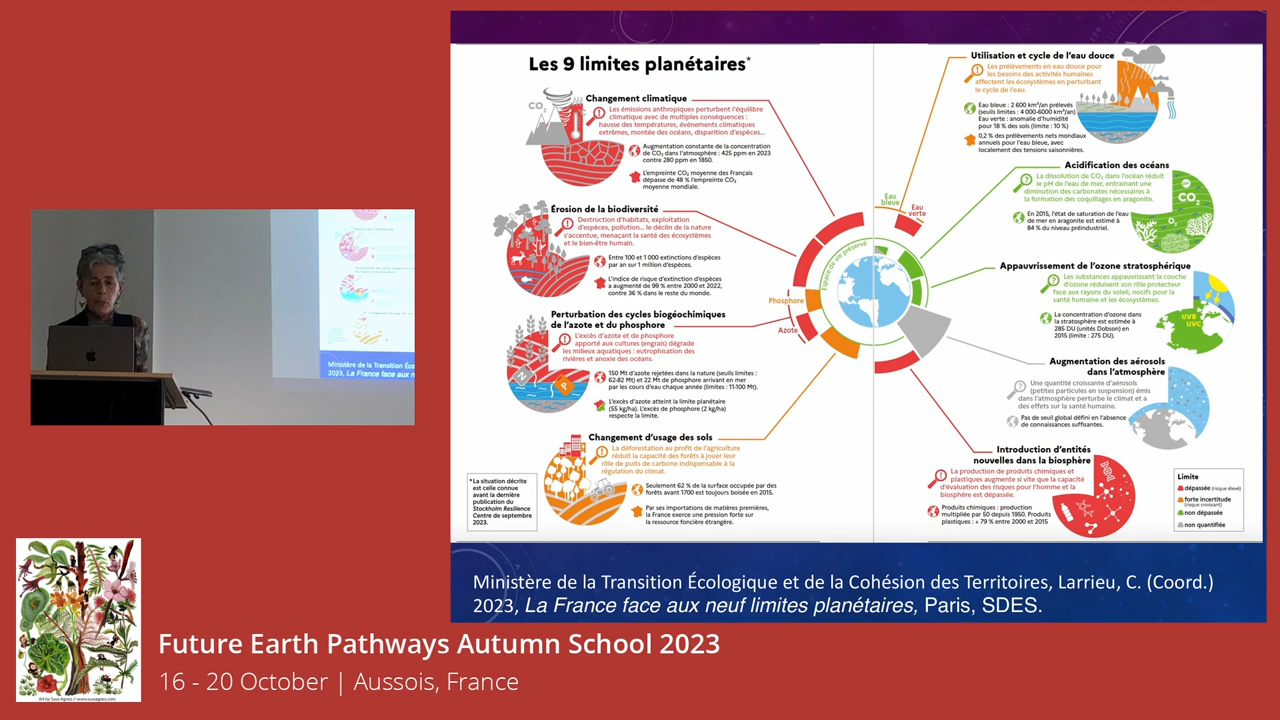 Les 9 limites planétaires*
Changement climatique
Les émissions anthropiques perturbent l'équilibre
climatique avec de multiples conséquences :
hausse des températures, événements climatiques
extrêmes, montée des océans, disparition d'espèces...
CO₂
Augmentation constante de la concentration
de CO₂ dans l'atmosphère : 425 ppm en 2023
contre 280 ppm en 1850.
L'empreinte CO₂ moyenne des Français
dépasse de 48 % l'empreinte CO₂
moyenne mondiale.
Érosion de la biodiversité
Destruction d'habitats, exploitation
d'espèces, pollution... le déclin de la nature
s'accentue, menaçant la santé des écosystèmes
et le bien-être humain.
Entre 100 et 1 000 extinctions d'espèces
par an sur 1 million d'espèces.
L'indice de risque d'extinction d'espèces
a augmenté de 99 % entre 2000 et 2022,
contre 36 % dans le reste du monde.
Perturbation des cycles biogéochimiques
de l'azote et du phosphore
L'excès d'azote et de phosphore
apporté aux cultures (engrais) dégrade
les milieux aquatiques : eutrophisation des
rivières et anoxie des océans.
N
P
150 Mt d'azote rejetées dans la nature (seuils limites :
62-82 Mt) et 22 Mt de phosphore arrivant en mer
par les cours d'eau chaque année (limites : 11-100 Mt).
L'excès d'azote atteint la limite planétaire
(55 kg/ha). L'excès de phosphore (2 kg/ha)
respecte la limite.
Changement d'usage des sols
La déforestation au profit de l'agriculture
réduit la capacité des forêts à jouer leur
rôle de puits de carbone indispensable à la
régulation du climat.
Seulement 62 % de la surface occupée par des
forêts avant 1700 est toujours boisée en 2015.
Par ses importations de matières premières,
la France exerce une pression forte sur
la ressource foncière étrangère.
*La situation décrite
est celle connue
avant la dernière
publication du
Stockholm Resilience
Centre de septembre
2023.
Eau
bleue
Eau
verte
Espace de vie préservé
Phosphore
Azote
Utilisation et cycle de l'eau douce
Les prélèvements en eau douce pour
les besoins des activités humaines
affectent les écosystèmes en perturbant
le cycle de l'eau.
Eau bleue : 2 600 km³/an prélevés
(seuil limites : 4 000-6000 km³/an)
Eau verte : anomalie d'humidité
pour 18 % des sols (limite : 10 %)
0,2 % des prélèvements nets mondiaux
annuels pour l'eau bleue, avec
localement des tensions saisonnières.
Acidification des océans
La dissolution de CO₂ dans l'océan réduit
le pH de l'eau de mer, entrainant une
diminution des carbonates nécessaires à
la formation des coquillages en aragonite.
pH
CO₂
En 2015, l'état de saturation de l'eau
de mer en aragonite est estimé à
84 % du niveau préindustriel.
Appauvrissement de l'ozone stratosphérique
Les substances appauvrissant la couche
d'ozone réduisent son rôle protecteur
face aux rayons du soleil, nocifs pour la
santé humaine et les écosystèmes.
UVB
UVC
La concentration d'ozone dans
la stratosphère est estimée à
285 DU (unités Dobson) en
2015 (limite : 275 DU).
Augmentation des aérosols
dans l'atmosphère
Une quantité croissante d'aérosols
(petites particules en suspension) émis
dans l'atmosphère perturbe le climat et a
des effets sur la santé humaine.
Pas de seuil global défini en l'absence
de connaissances suffisantes.
Introduction d'entités
nouvelles dans la biosphère
La production de produits chimiques et
plastiques augmente si vite que la capacité
d'évaluation des risques pour l'homme et la
biosphère est dépassée.
Produits chimiques : production
multipliée par 50 depuis 1950. Produits
plastiques : + 79 % entre 2000 et 2015
Limite
dépassée (risque élevé)
forte incertitude
(risque croissant)
non dépassée
non quantifiée
Ministère de la Transition Écologique et de la Cohésion des Territoires, Larrieu, C. (Coord.)
2023, La France face aux neuf limites planétaires, Paris, SDES.
Ministère de la Transition Éco
2023, La France face aux n
Future Earth Pathways Autumn School 2023
16 - 20 October | Aussois, France